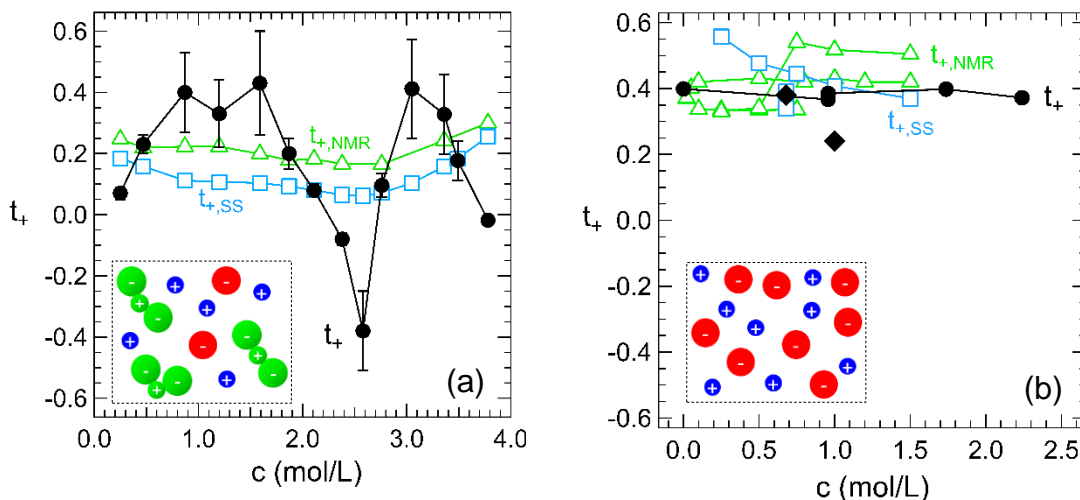 0.6
0.4
0.2
0.0
-0.2
-0.4
-0.6
t+
t+,NMR
t+,SS
t+
(a)
0.0 1.0 2.0 3.0 4.0
c (mol/L)
- + - + - + + - + - - + - - + - + -
0.6
0.4
0.2
0.0
-0.2
-0.4
-0.6
t+
t+,NMR
t+
t+,SS
(b)
0.0 0.5 1.0 1.5 2.0 2.5
c (mol/L)
+ - - + - + + - - + - - + - + + -